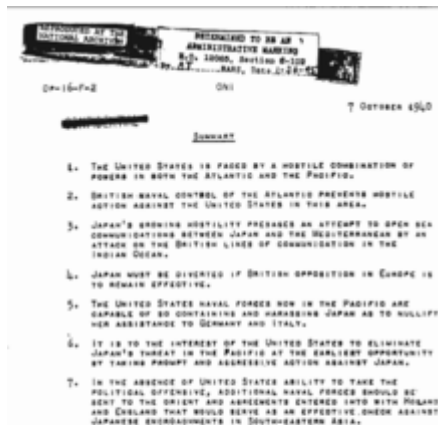 REPRODUCED AT THE
NATIONAL ARCHIVES
DETERMINED TO BE AN
ADMINISTRATIVE MARKING
E.O. 12065, Section 6-102
By NARS, Date
OP-16-F-2
ONI
7 OCTOBER 1940
SUMMARY
1. THE UNITED STATES IS FACED BY A HOSTILE COMBINATION OF
POWERS IN BOTH THE ATLANTIC AND THE PACIFIC.
2. BRITISH NAVAL CONTROL OF THE ATLANTIC PREVENTS HOSTILE
ACTION AGAINST THE UNITED STATES IN THIS AREA.
3. JAPAN'S GROWING HOSTILITY PRESAGES AN ATTEMPT TO OPEN SEA
COMMUNICATIONS BETWEEN JAPAN AND THE MEDITERRANEAN BY AN
ATTACK ON THE BRITISH LINES OF COMMUNICATION IN THE
INDIAN OCEAN.
4. JAPAN MUST BE DIVERTED IF BRITISH OPPOSITION IN EUROPE IS
TO REMAIN EFFECTIVE.
5. THE UNITED STATES NAVAL FORCES NOW IN THE PACIFIC ARE
CAPABLE OF SO CONTAINING AND HARASSING JAPAN AS TO NULLIFY
HER ASSISTANCE TO GERMANY AND ITALY.
6. IT IS TO THE INTEREST OF THE UNITED STATES TO ELIMINATE
JAPAN'S THREAT IN THE PACIFIC AT THE EARLIEST OPPORTUNITY
BY TAKING PROMPT AND AGGRESSIVE ACTION AGAINST JAPAN.
7. IN THE ABSENCE OF UNITED STATES ABILITY TO TAKE THE
POLITICAL OFFENSIVE, ADDITIONAL NAVAL FORCES SHOULD BE
SENT TO THE ORIENT AND AGREEMENTS ENTERED INTO WITH HOLLAND
AND ENGLAND THAT WOULD SERVE AS AN EFFECTIVE CHECK AGAINST
JAPANESE ENCROACHMENTS IN SOUTH-EASTERN ASIA.